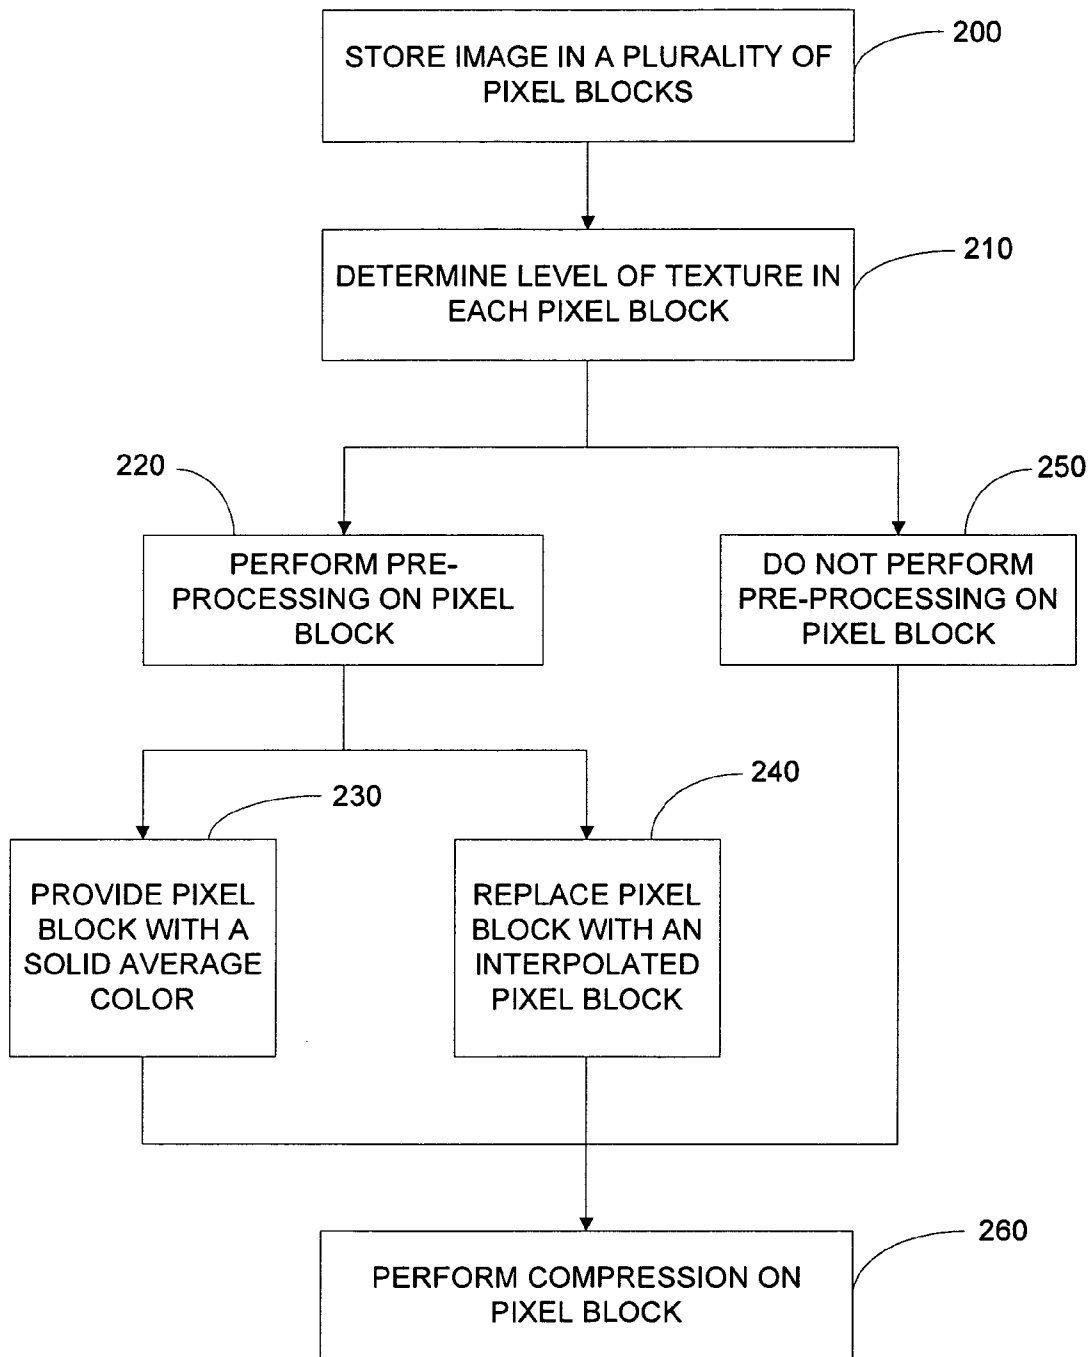 200
STORE IMAGE IN A PLURALITY OF
PIXEL BLOCKS
210
DETERMINE LEVEL OF TEXTURE IN
EACH PIXEL BLOCK
220
250
PERFORM PRE-
PROCESSING ON PIXEL
BLOCK
DO NOT PERFORM
PRE-PROCESSING ON
PIXEL BLOCK
230
240
PROVIDE PIXEL
BLOCK WITH A
SOLID AVERAGE
COLOR
REPLACE PIXEL
BLOCK WITH AN
INTERPOLATED
PIXEL BLOCK
260
PERFORM COMPRESSION ON
PIXEL BLOCK